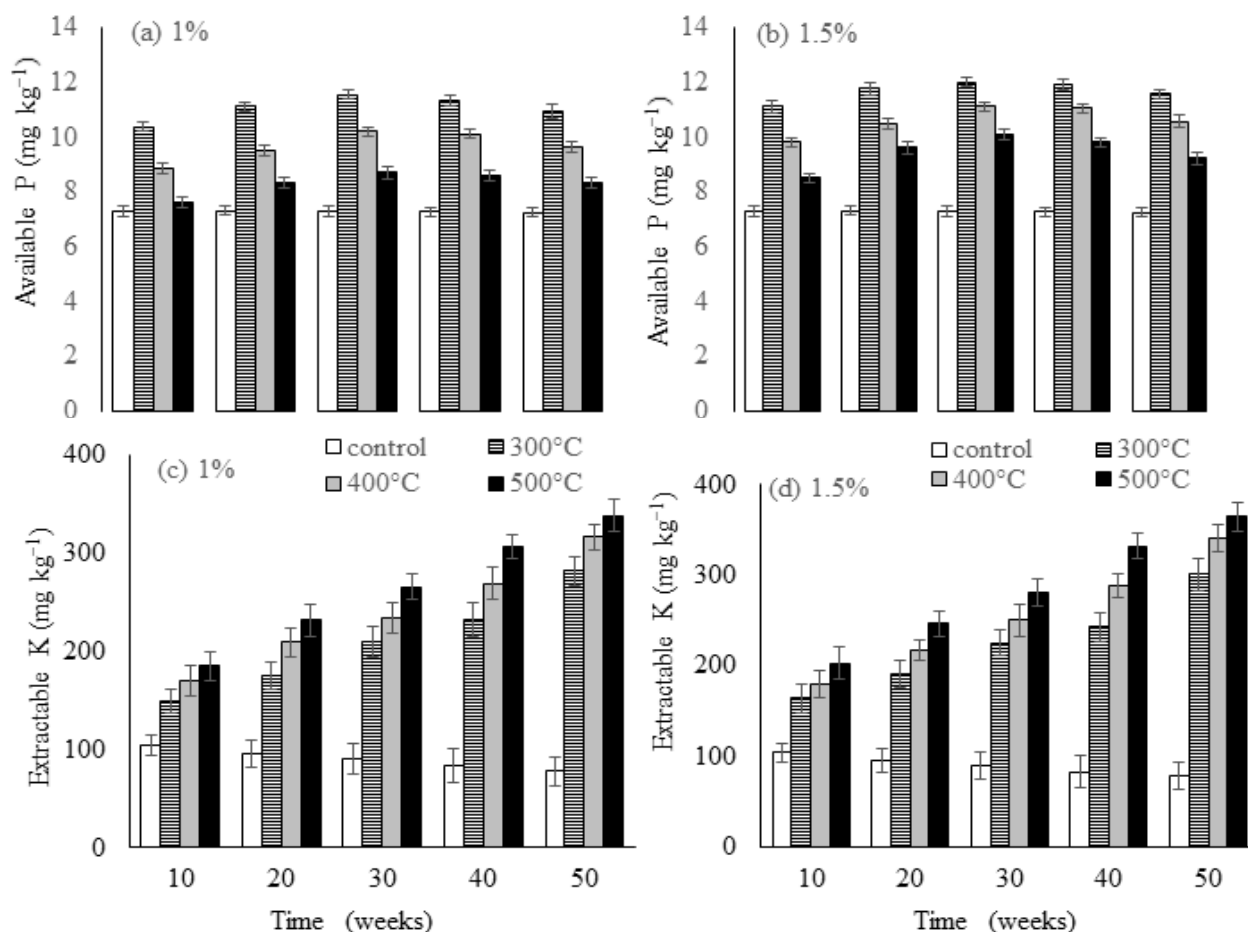 (a) 1%
Available P (mg kg⁻¹)
14
12
10
8
6
4
2
0
(b) 1.5%
Available P (mg kg⁻¹)
14
12
10
8
6
4
2
0
(c) 1%
control
300°C
400°C
500°C
Extractable K (mg kg⁻¹)
400
300
200
100
0
10 20 30 40 50
Time (weeks)
(d) 1.5%
control
300°C
400°C
500°C
Extractable K (mg kg⁻¹)
400
300
200
100
0
10 20 30 40 50
Time (weeks)